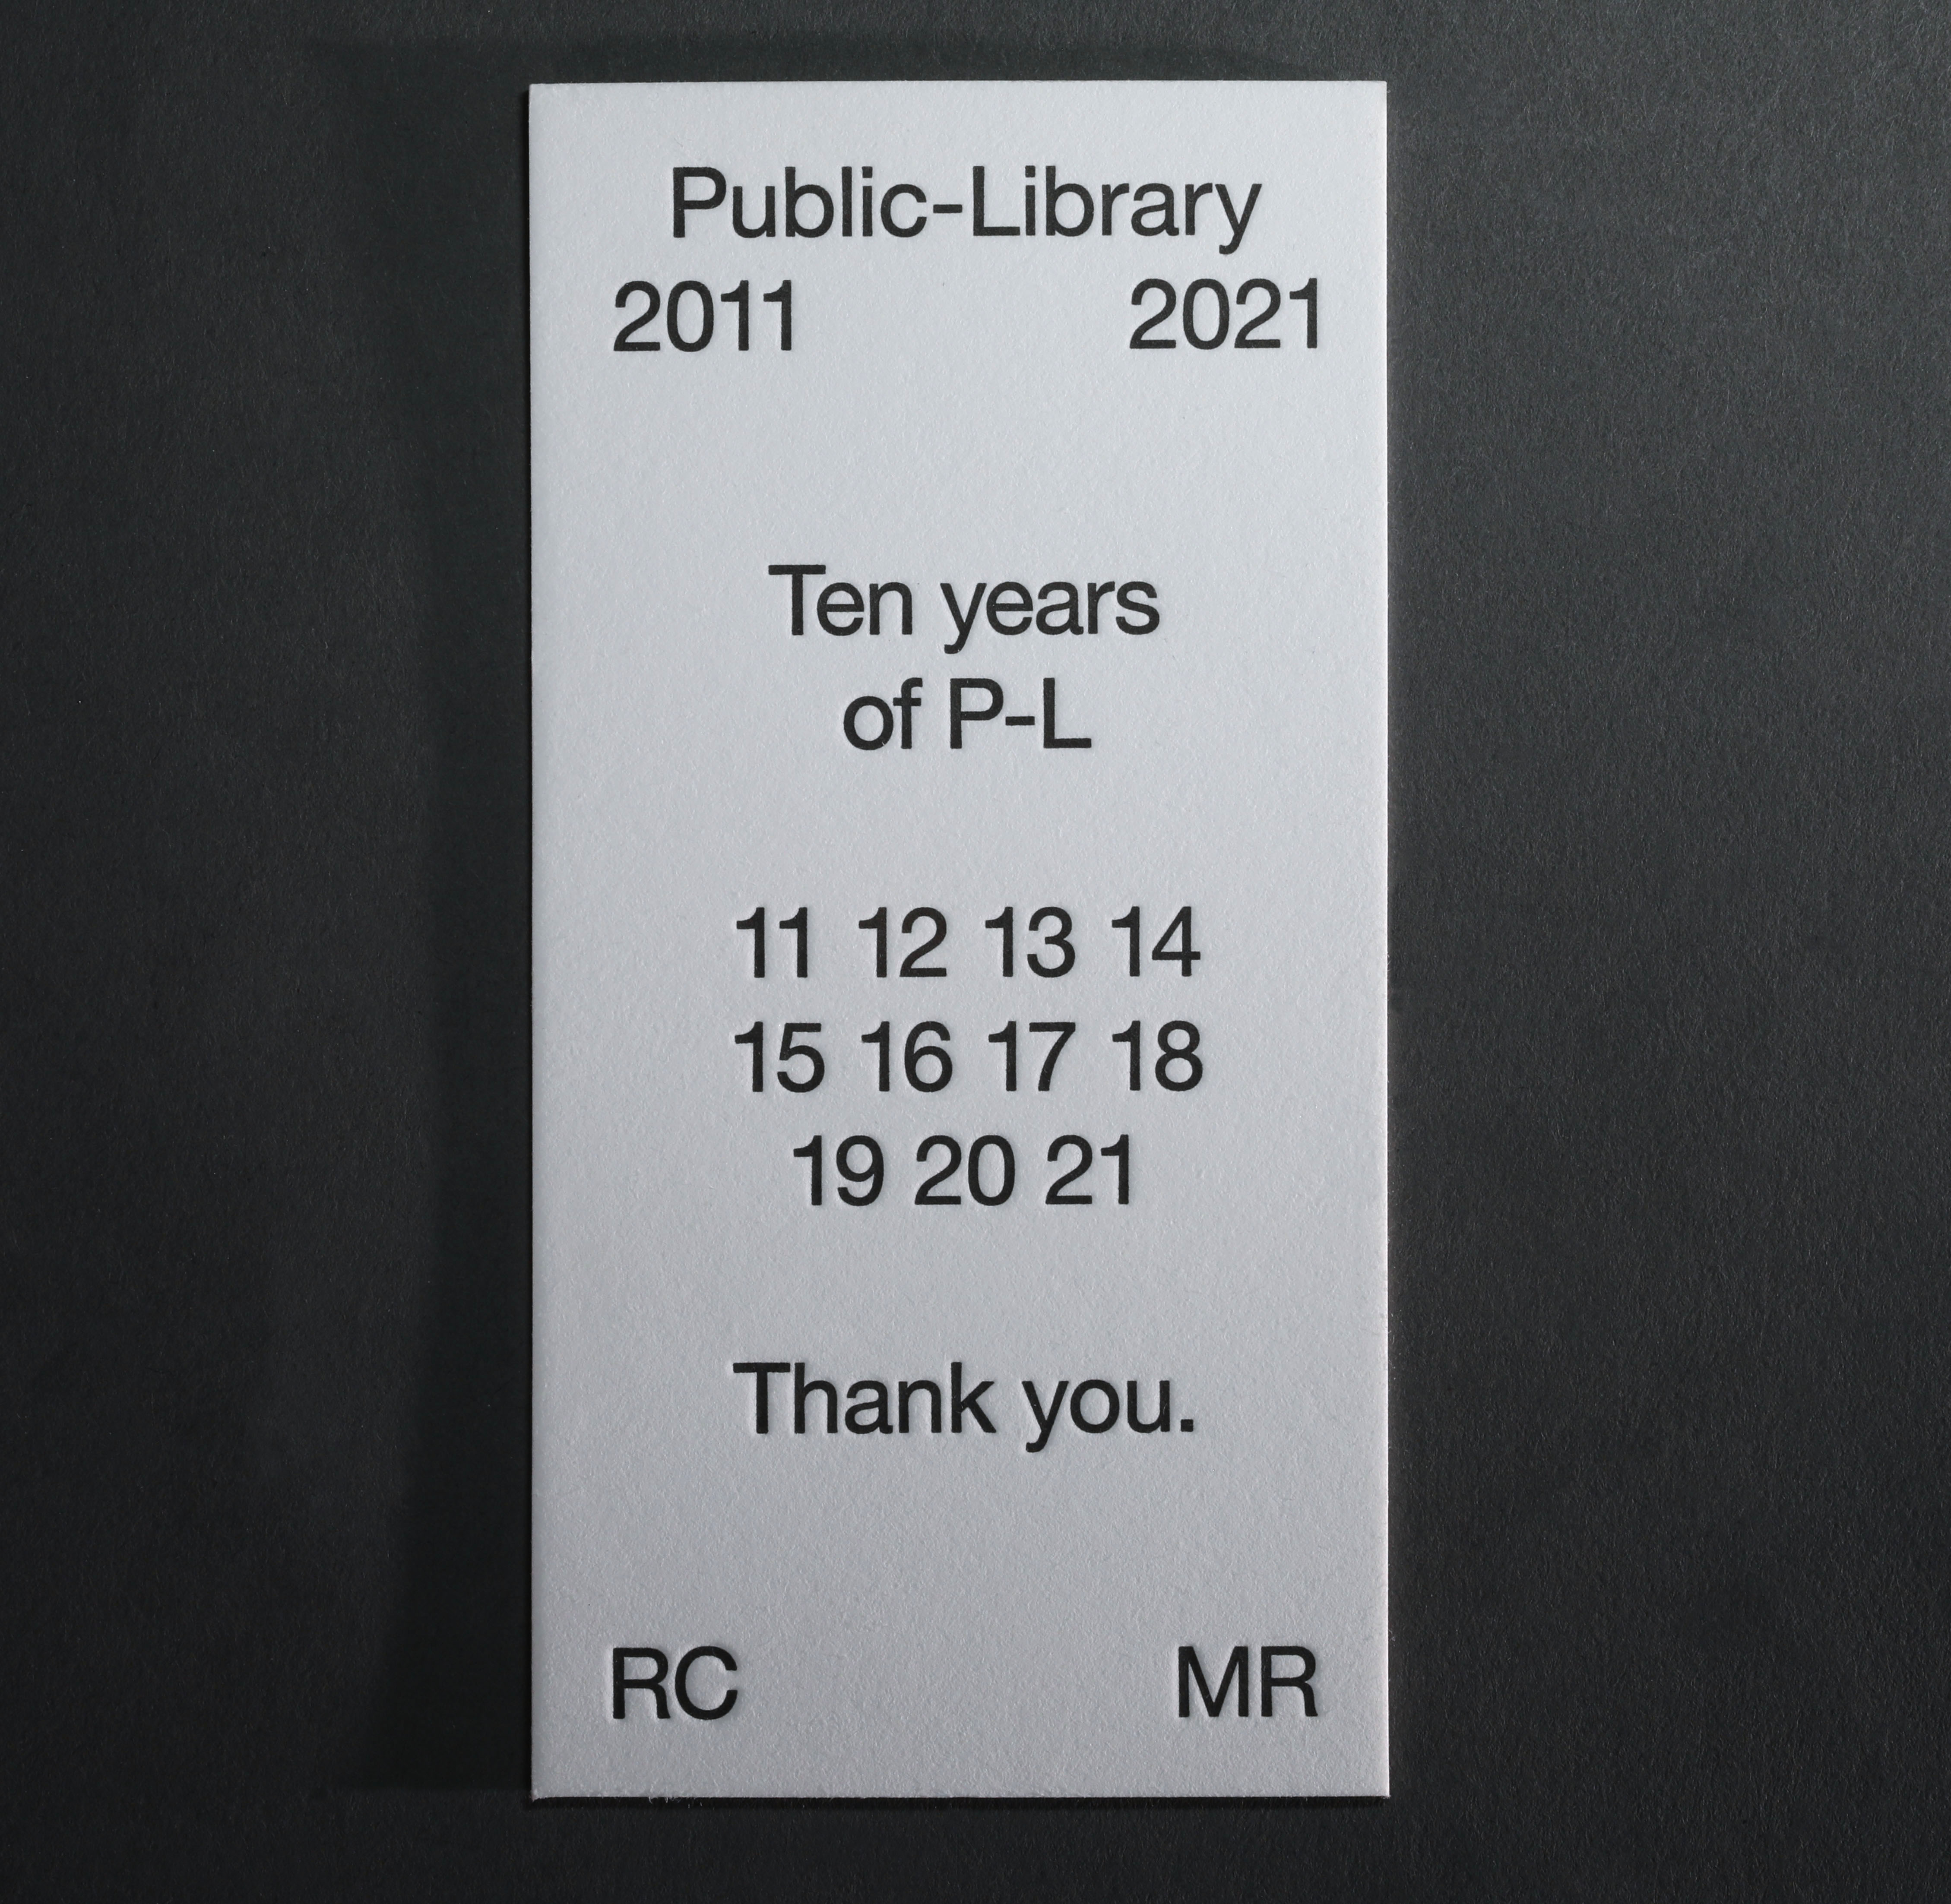 Public-Library
2011 2021
Ten years
of P-L
11 12 13 14
15 16 17 18
19 20 21
Thank you.
RC MR